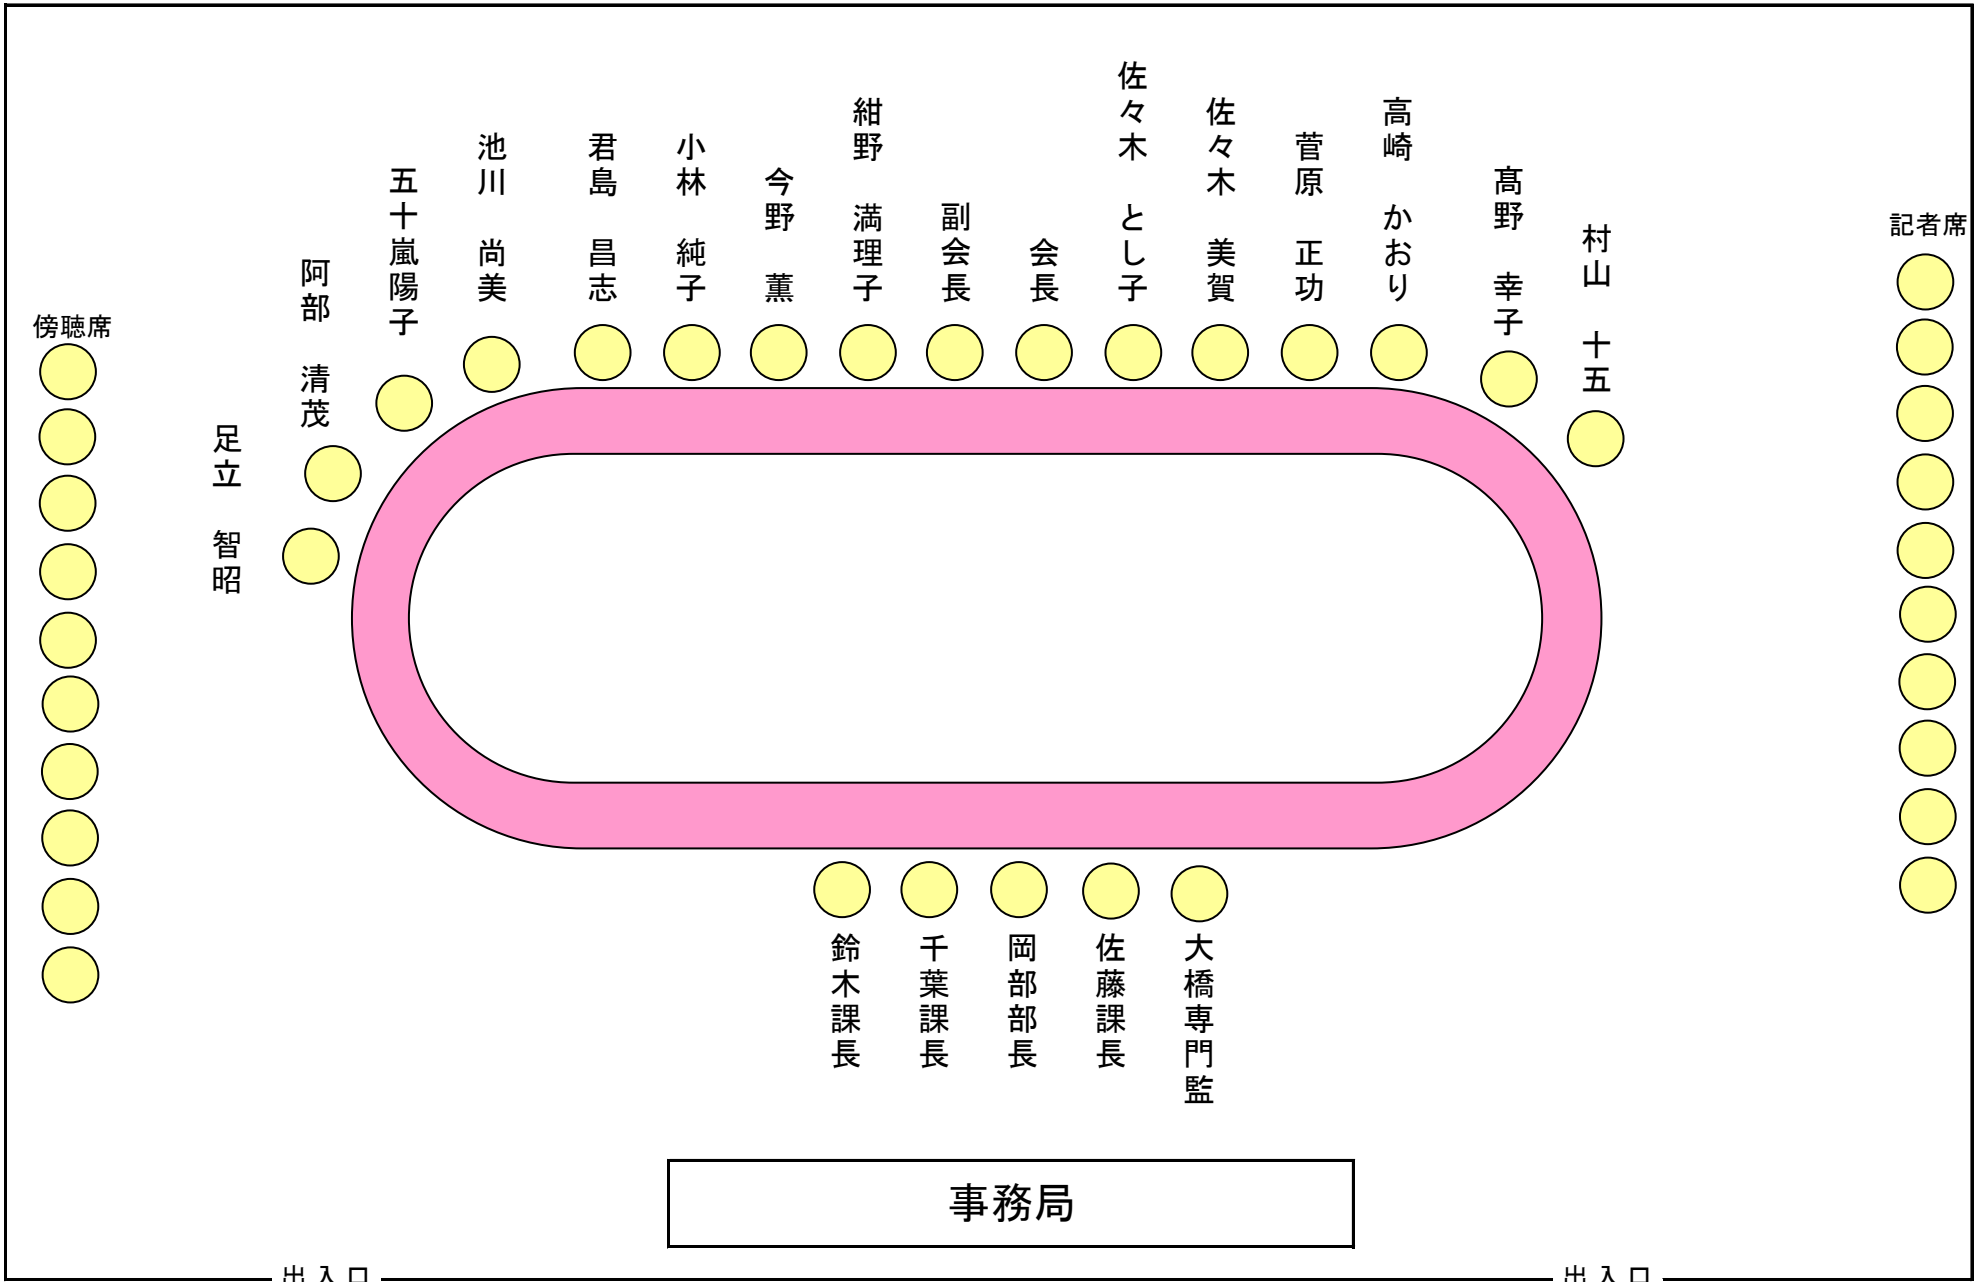 傍聴席
足立　智昭
阿部　清茂
五十嵐陽子
池川　尚美
君島　昌志
小林　純子
今野　薫
紺野　満理子
副会長
会長
佐々木　とし子
佐々木　美賀
菅原　正功
高崎　かおり
髙野　幸子
村山　十五
記者席
鈴木課長
千葉課長
岡部部長
佐藤課長
大橋専門監
事務局
出入口
出入口